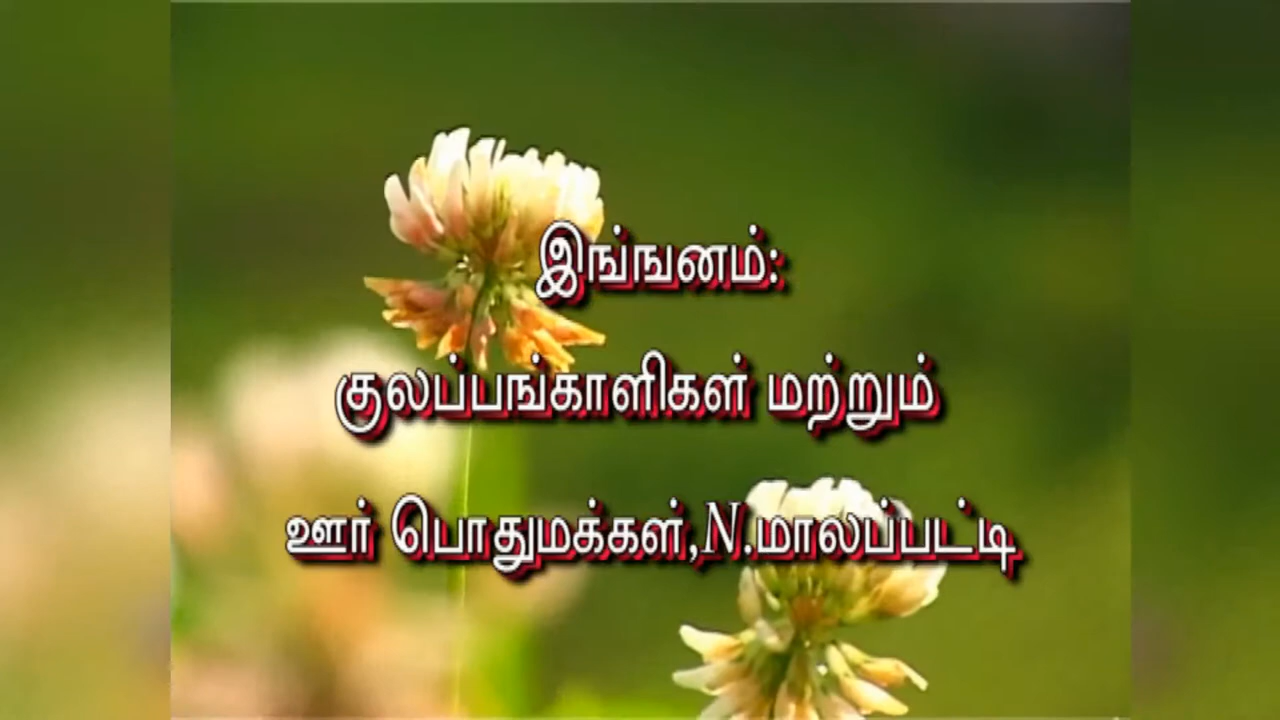 இங்ஙனம்:
குலப்பங்காளிகள் மற்றும்
ஊர் பொதுமக்கள்,N.மாலப்பட்டி